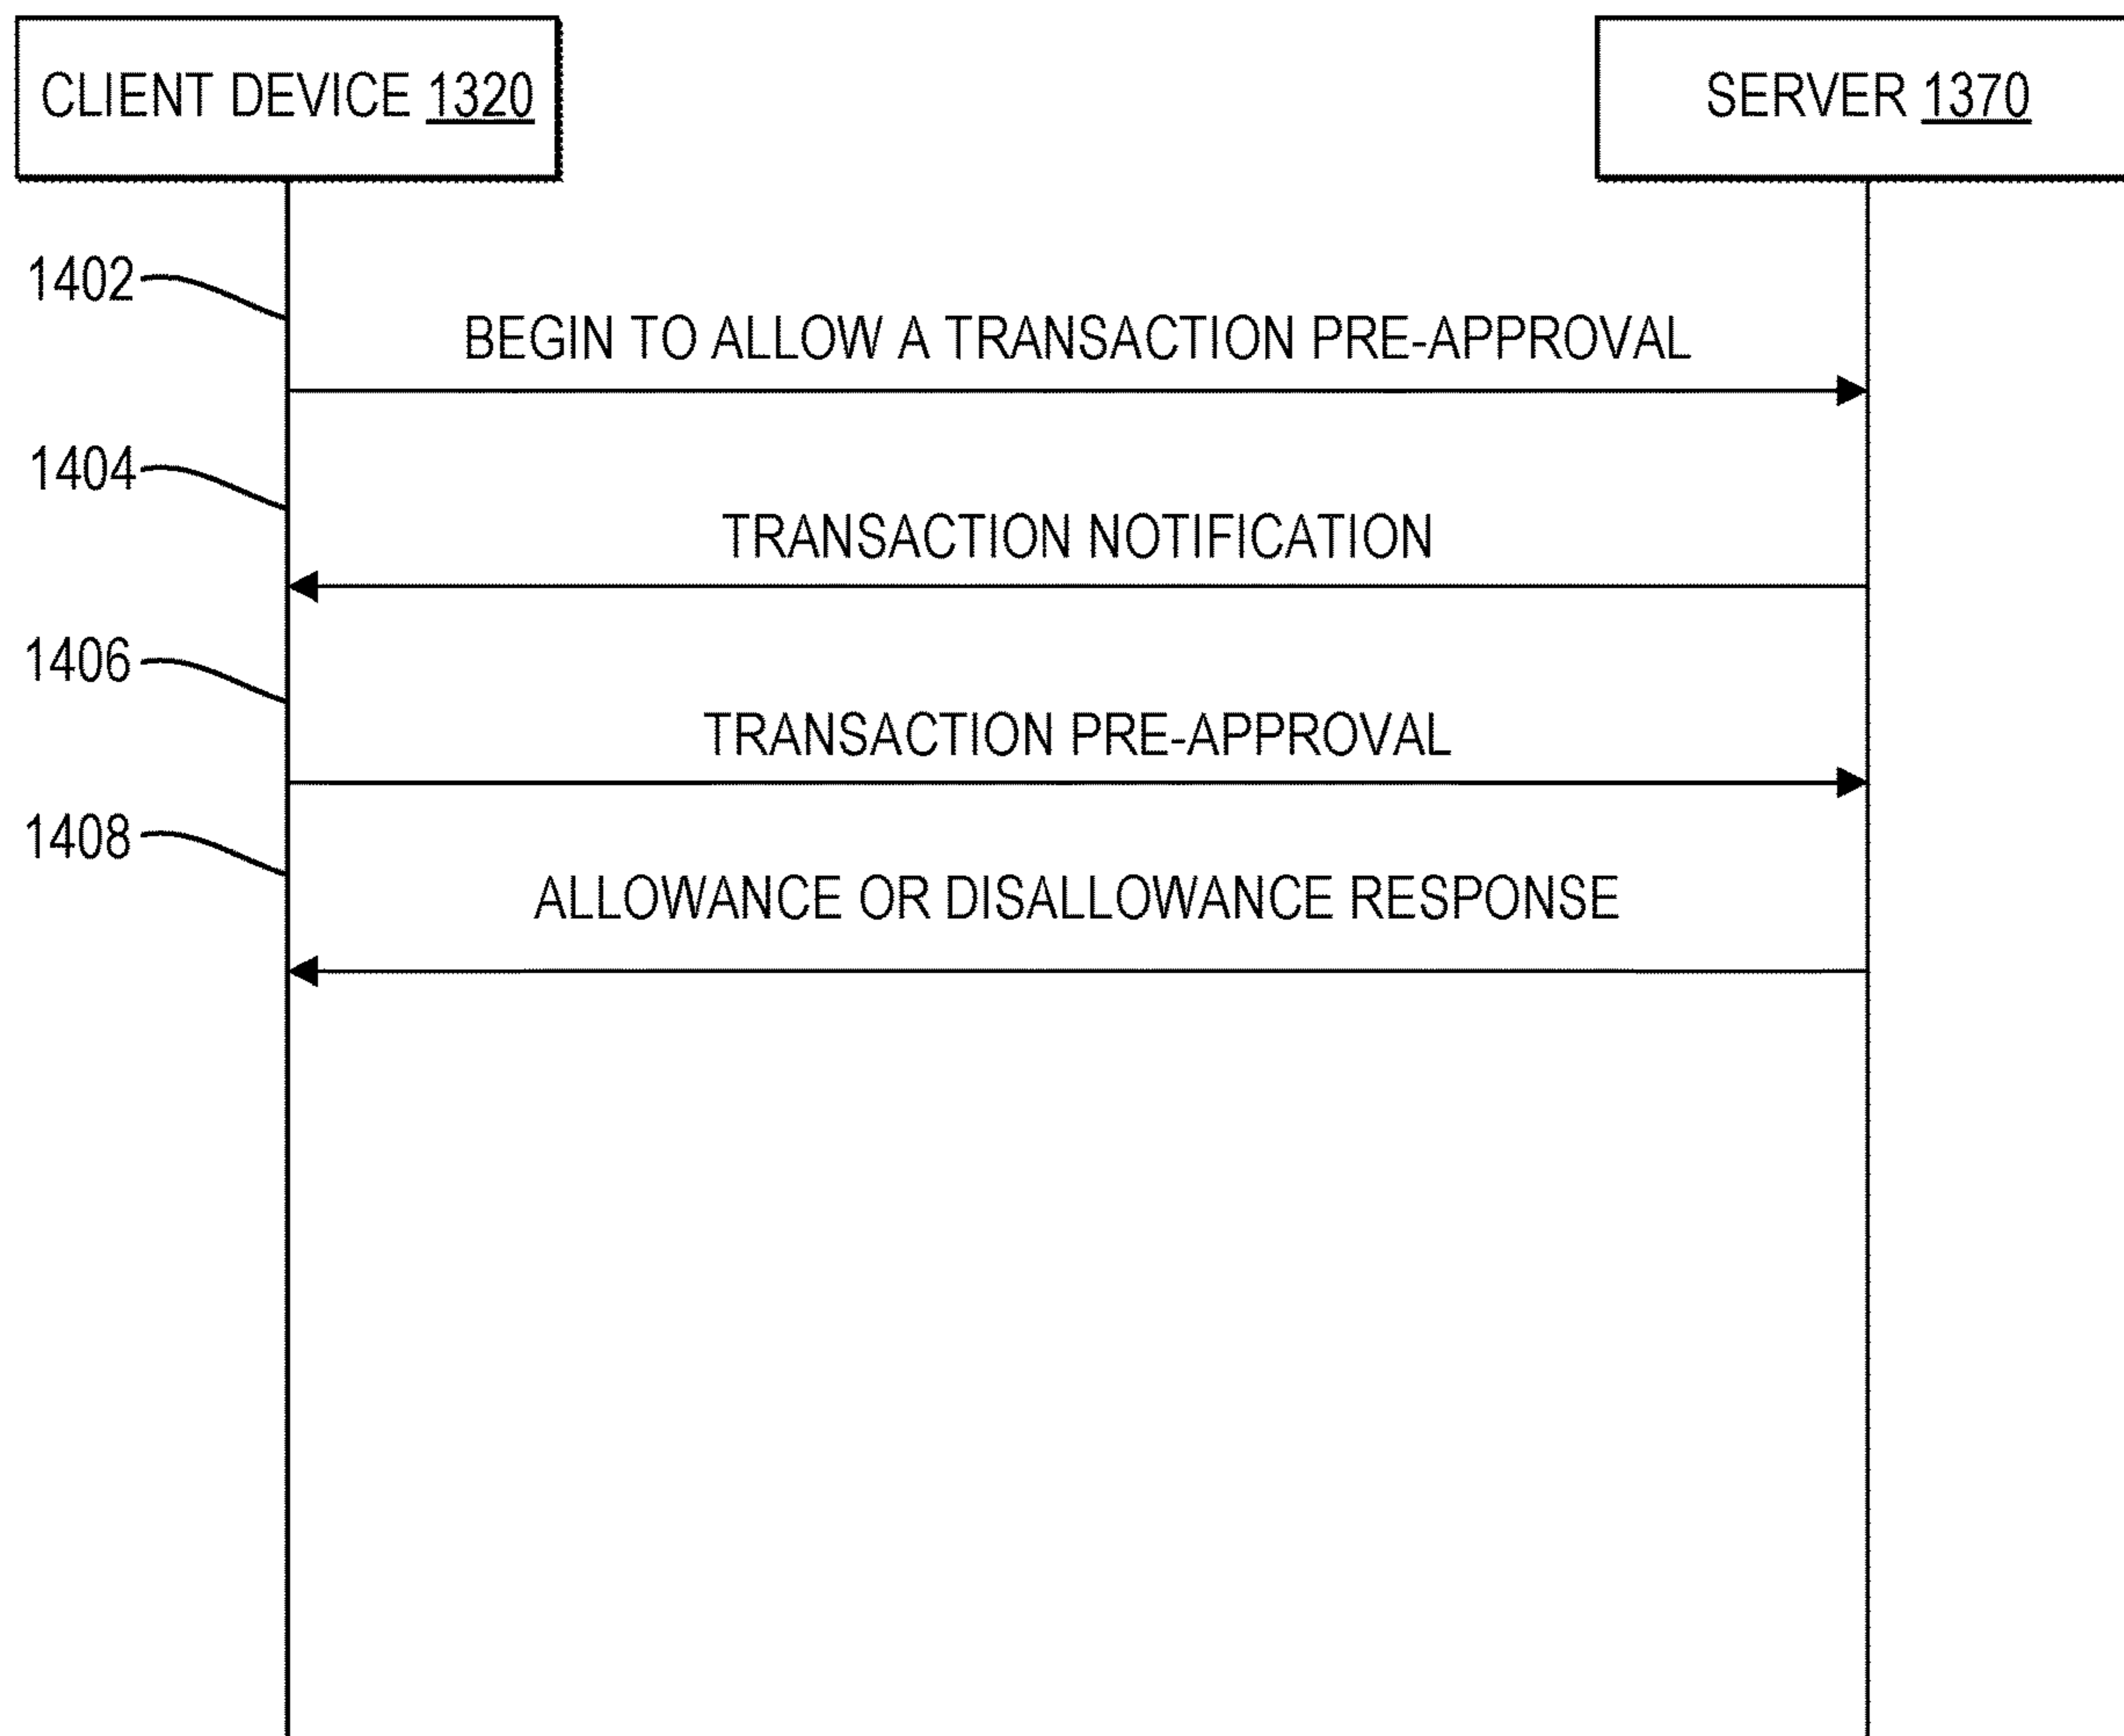 CLIENT DEVICE 1320
SERVER 1370
1402
BEGIN TO ALLOW A TRANSACTION PRE-APPROVAL
1404
TRANSACTION NOTIFICATION
1406
TRANSACTION PRE-APPROVAL
1408
ALLOWANCE OR DISALLOWANCE RESPONSE